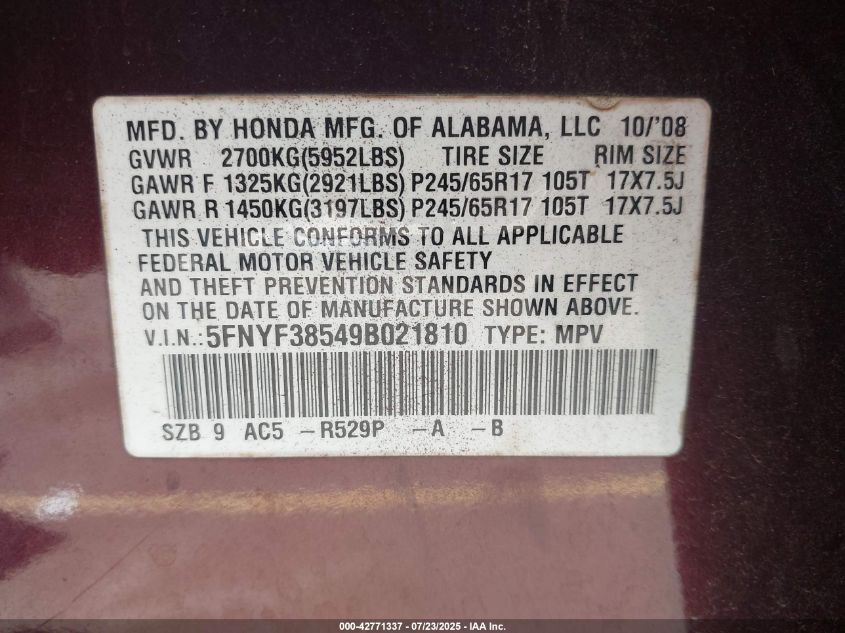 MFD. BY HONDA MFG. OF ALABAMA, LLC 10/'08
GVWR 2700KG(5952LBS) TIRE SIZE RIM SIZE
GAWR F 1325KG(2921LBS) P245/65R17 105T 17X7.5J
GAWR R 1450KG(3197LBS) P245/65R17 105T 17X7.5J
THIS VEHICLE CONFORMS TO ALL APPLICABLE
FEDERAL MOTOR VEHICLE SAFETY
AND THEFT PREVENTION STANDARDS IN EFFECT
ON THE DATE OF MANUFACTURE SHOWN ABOVE.
V.I.N.: 5FNYF38549B021810 TYPE: MPV
SZB 9 AC5 -R529P -A -B
000-42771337 - 07/23/2025 - IAA Inc.